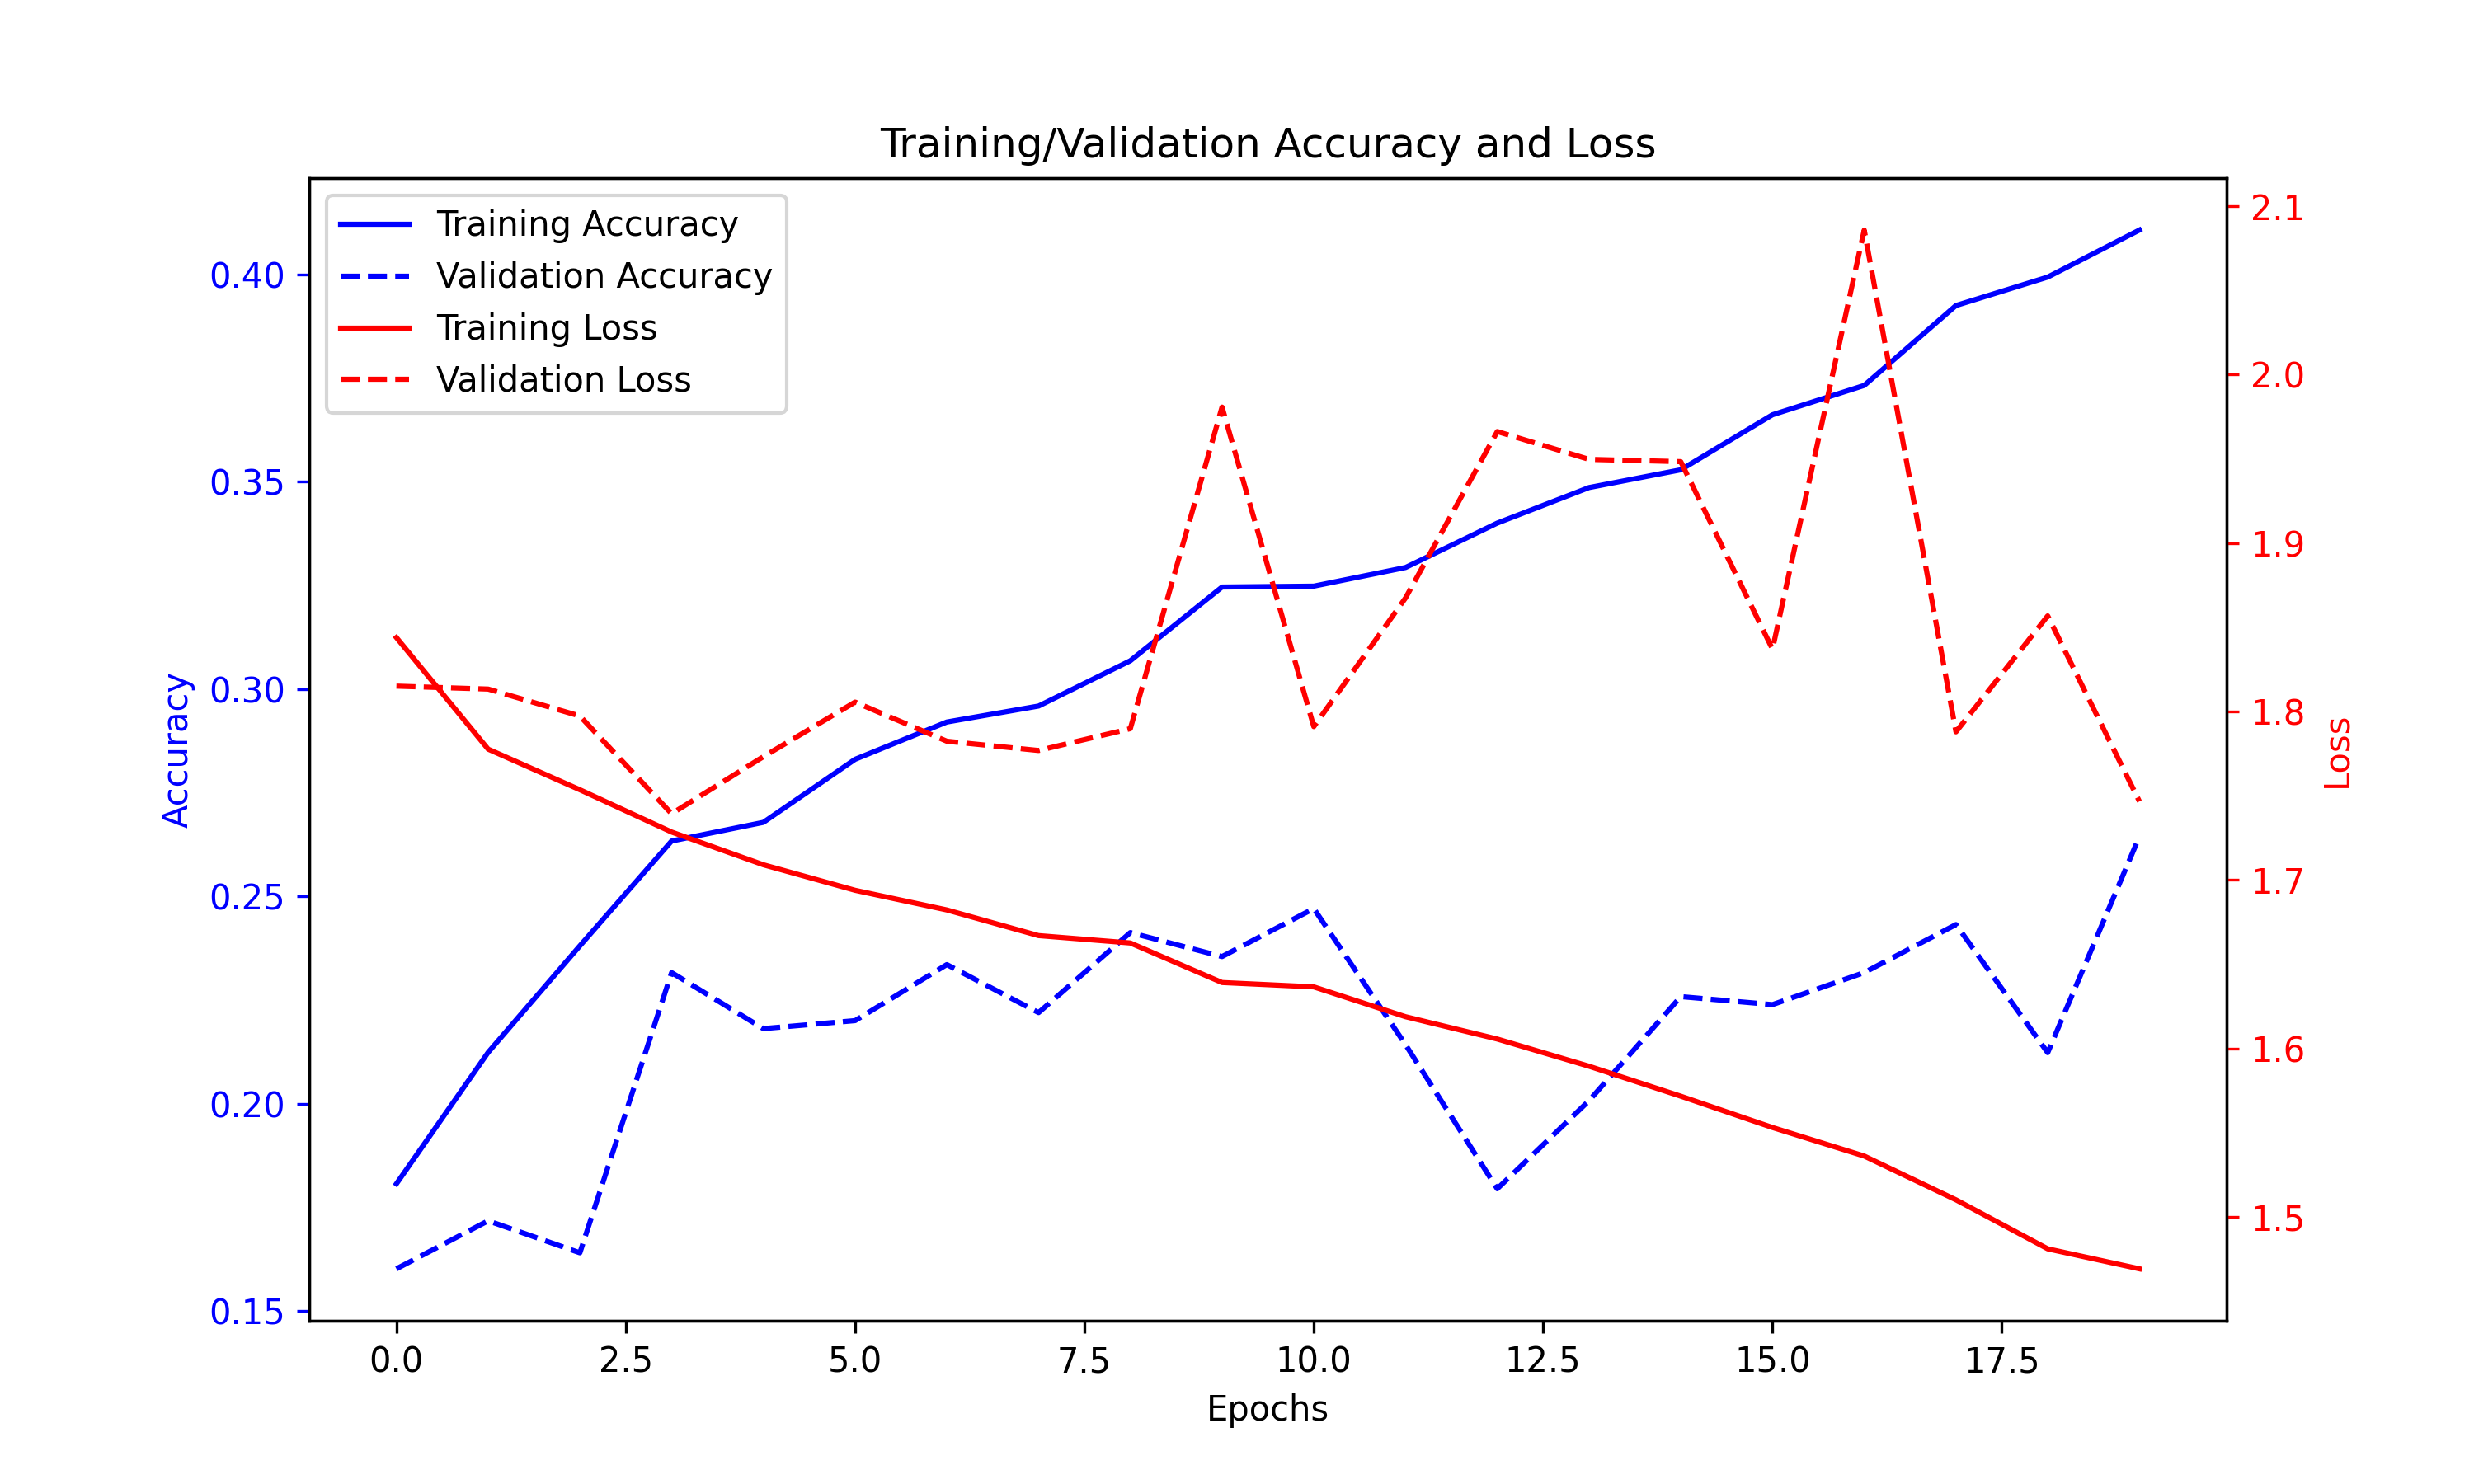 Training/Validation Accuracy and Loss
Training Accuracy
Validation Accuracy
Training Loss
Validation Loss
Accuracy
0.40
0.35
0.30
0.25
0.20
0.15
2.1
2.0
1.9
1.8
1.7
1.6
1.5
Loss
0.0 2.5 5.0 7.5 10.0 12.5 15.0 17.5
Epochs